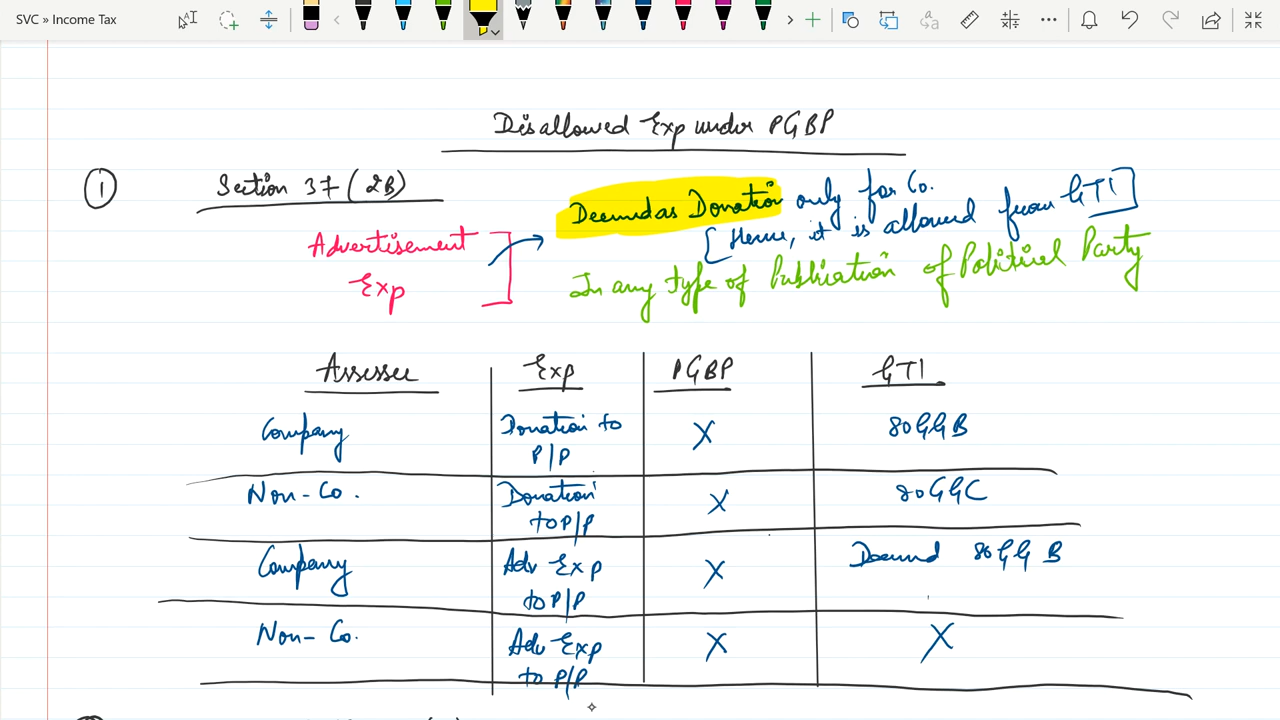 SVC » Income Tax
Disallowed Exp under PGBP
① Section 37(2B)
Deemed as Donation only for Co.
[Hence, it is allowed from GTI]
Advertisement
Exp
In any type of Publication of Political Party
Assessee Exp PGBP GTI
Company Donation to P/P X 80GGB
Non-Co. Donation to P/P X 80GGC
Company Adv Exp to P/P X Deemed 80GGB
Non-Co. Adv Exp to P/P X X